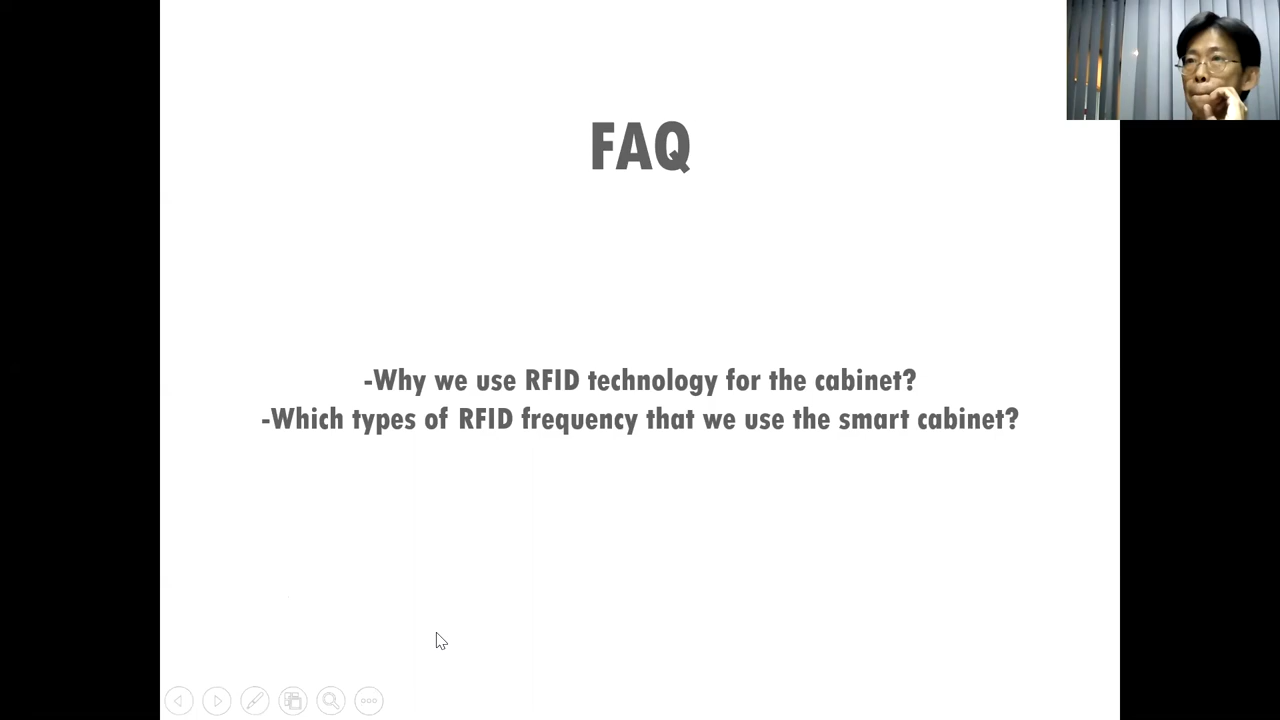 FAQ
-Why we use RFID technology for the cabinet?
-Which types of RFID frequency that we use the smart cabinet?